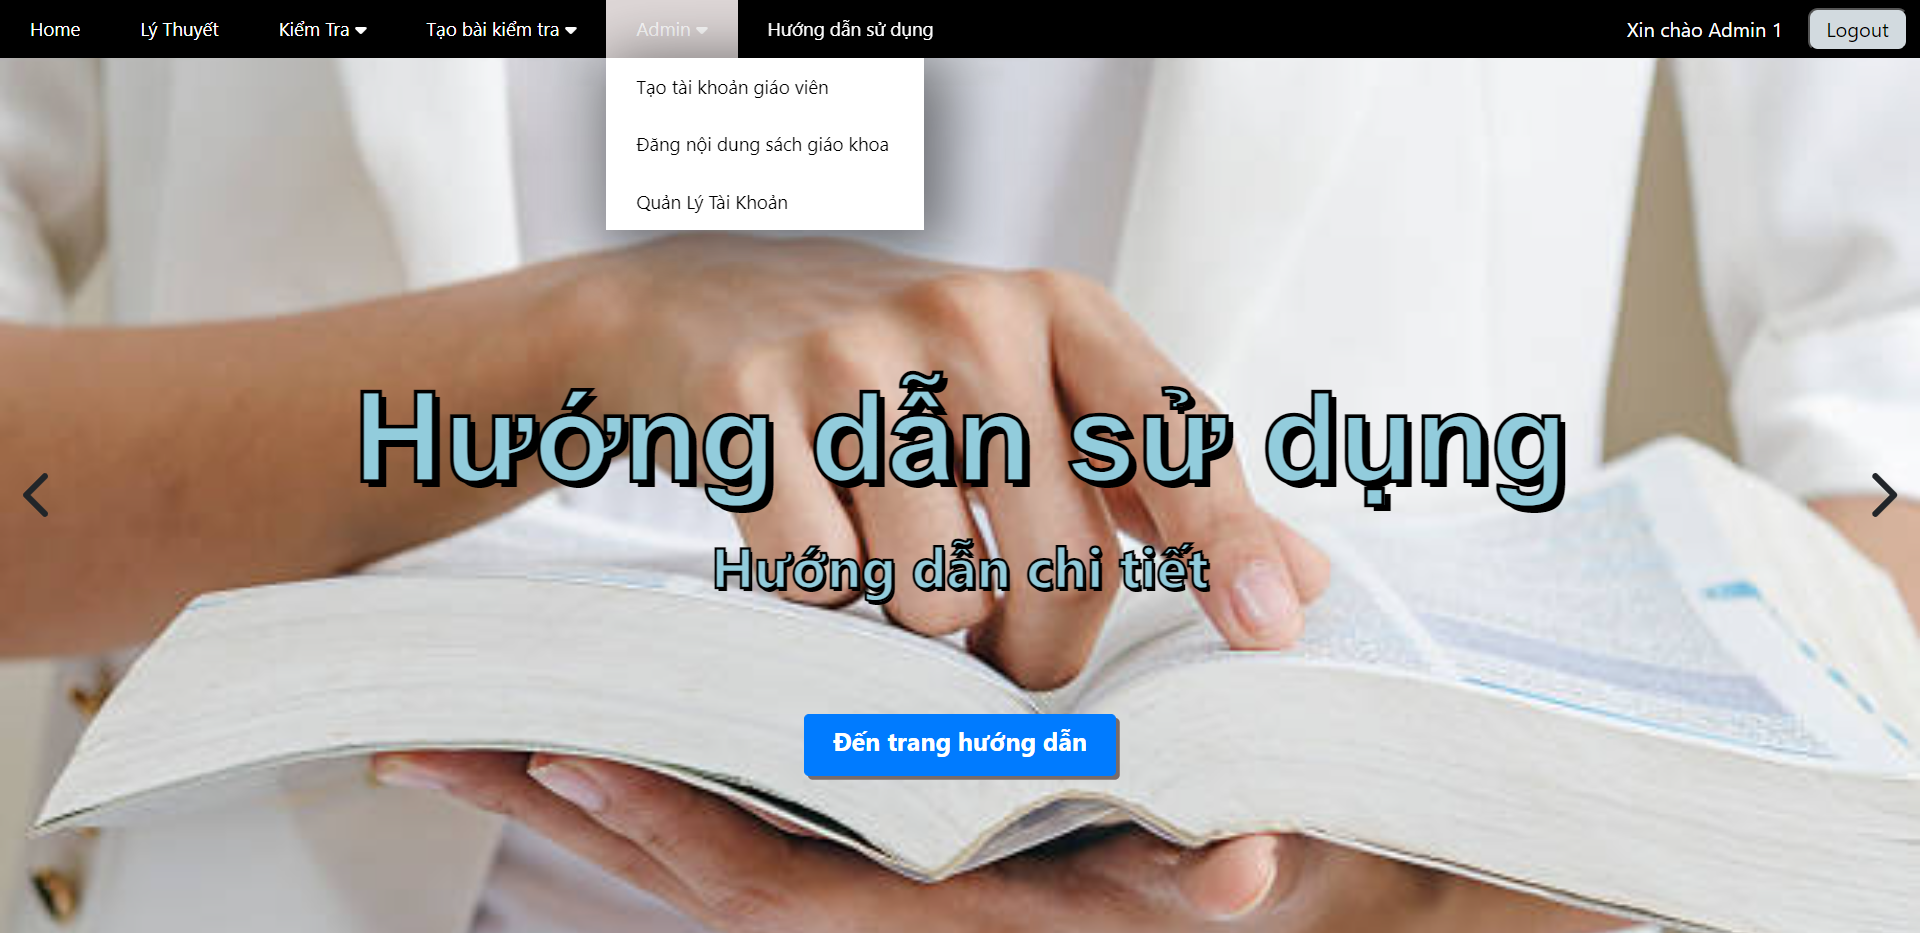 Home Lý Thuyết Kiểm Tra Tạo bài kiểm tra Admin Hướng dẫn sử dụng Xin chào Admin 1 Logout
Tạo tài khoản giáo viên
Đăng nội dung sách giáo khoa
Quản Lý Tài Khoản
Hướng dẫn sử dụng
Hướng dẫn chi tiết
Đến trang hướng dẫn